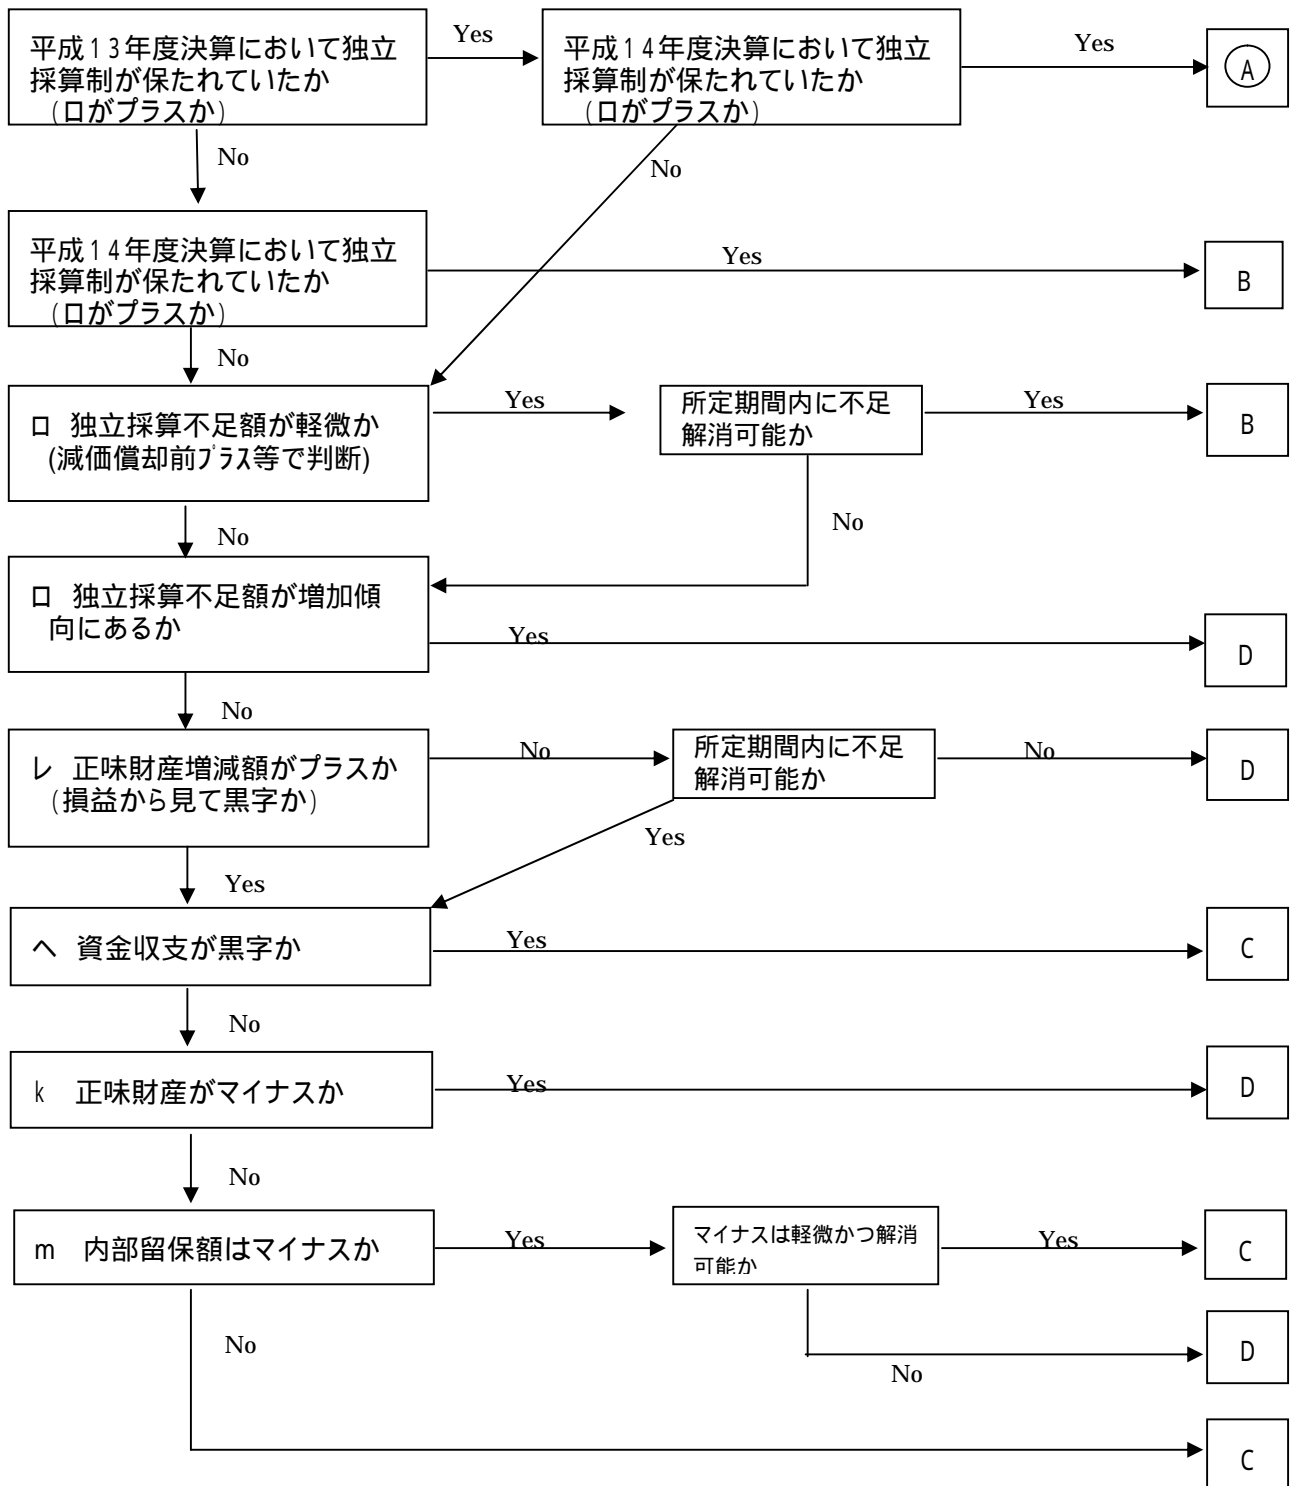 平成13年度決算において独立
採算制が保たれていたか
(ロがプラスか)
Yes
平成14年度決算において独立
採算制が保たれていたか
(ロがプラスか)
Yes
A
No
No
平成14年度決算において独立
採算制が保たれていたか
(ロがプラスか)
Yes
B
No
ロ 独立採算不足額が軽微か
(減価償却前プラス等で判断)
Yes
所定期間内に不足
解消可能か
Yes
B
No
No
ロ 独立採算不足額が増加傾
向にあるか
Yes
D
No
レ 正味財産増減額がプラスか
(損益から見て黒字か)
No
所定期間内に不足
解消可能か
No
D
Yes
Yes
ヘ 資金収支が黒字か
Yes
C
No
k 正味財産がマイナスか
Yes
D
No
m 内部留保額はマイナスか
Yes
マイナスは軽微かつ解消
可能か
Yes
C
No
No
D
C